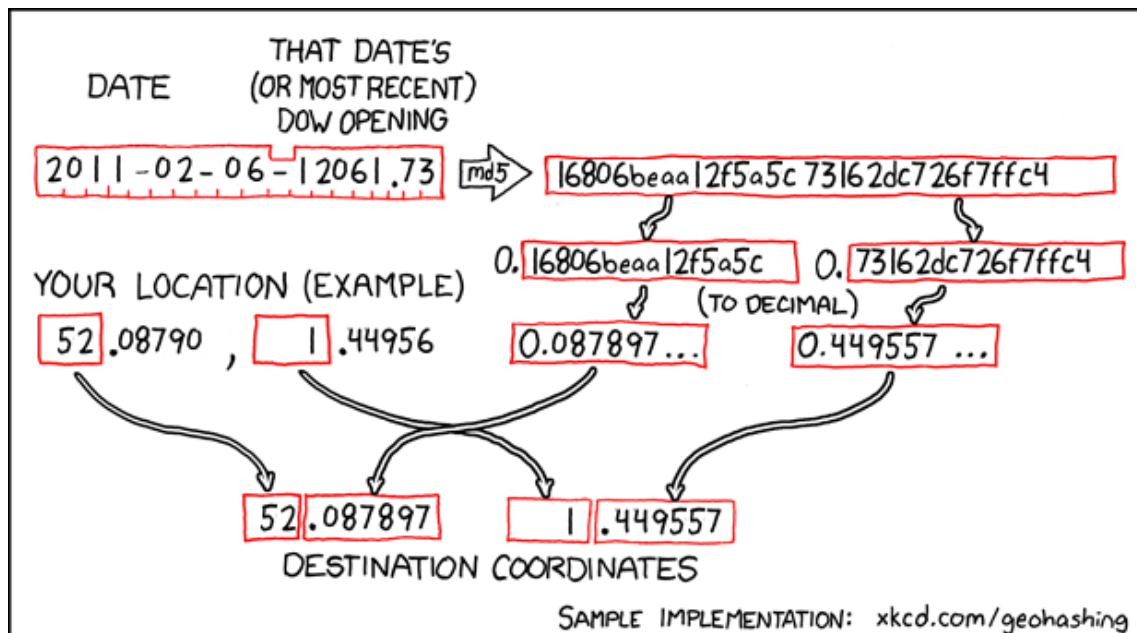 DATE
THAT DATE'S
(OR MOST RECENT)
DOW OPENING
2011-02-06-12061.73
md5
16806beaa12f5a5c73162dc726f7ffc4
0.16806beaa12f5a5c
0.73162dc726f7ffc4
(TO DECIMAL)
YOUR LOCATION (EXAMPLE)
52.08790, 1.44956
0.087897...
0.449557...
52.087897
1.449557
DESTINATION COORDINATES
SAMPLE IMPLEMENTATION: xkcd.com/geohashing